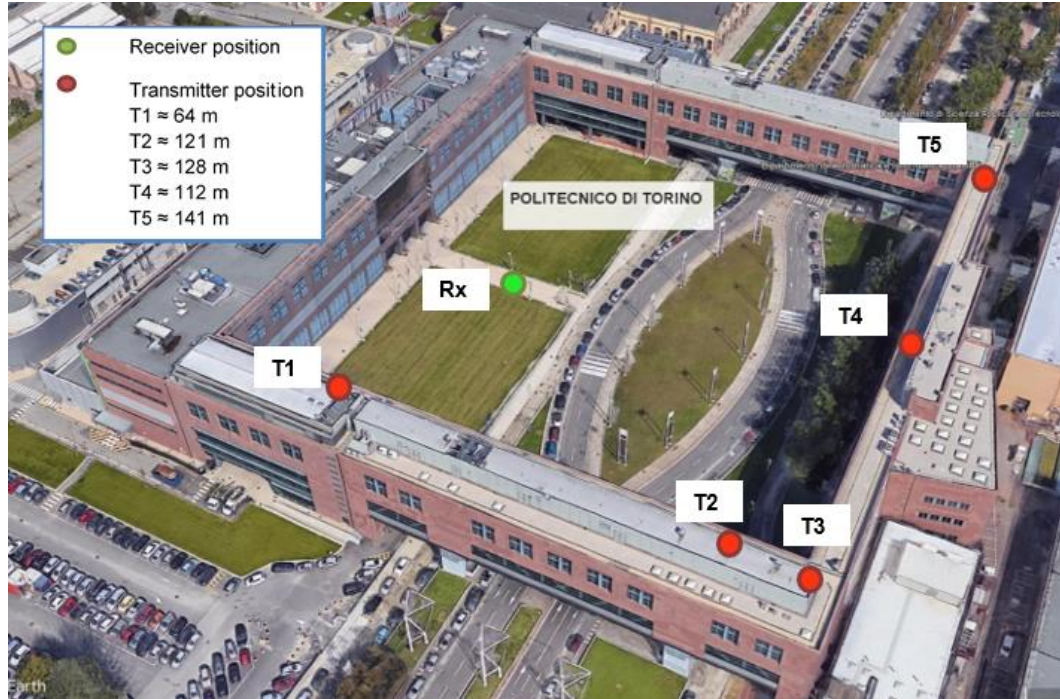 Receiver position
Transmitter position
T1 ≈ 64 m
T2 ≈ 121 m
T3 ≈ 128 m
T4 ≈ 112 m
T5 ≈ 141 m
T5
POLITECNICO DI TORINO
Rx
T4
T1
T2
T3
Earth